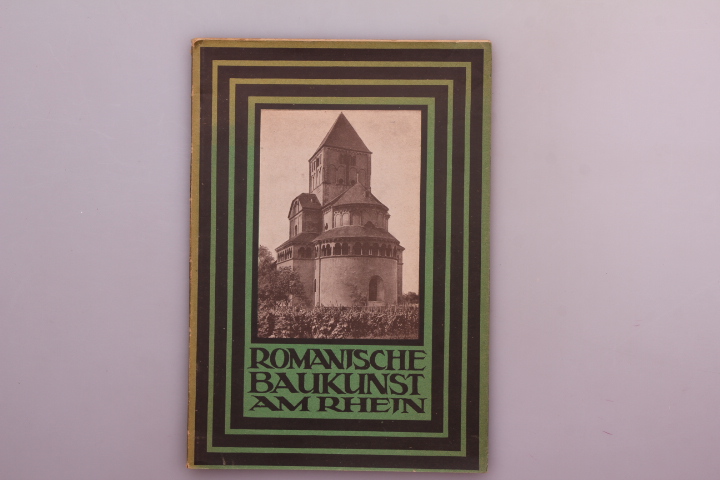 ROMANISCHE
BAUKUNST
AM RHEIN